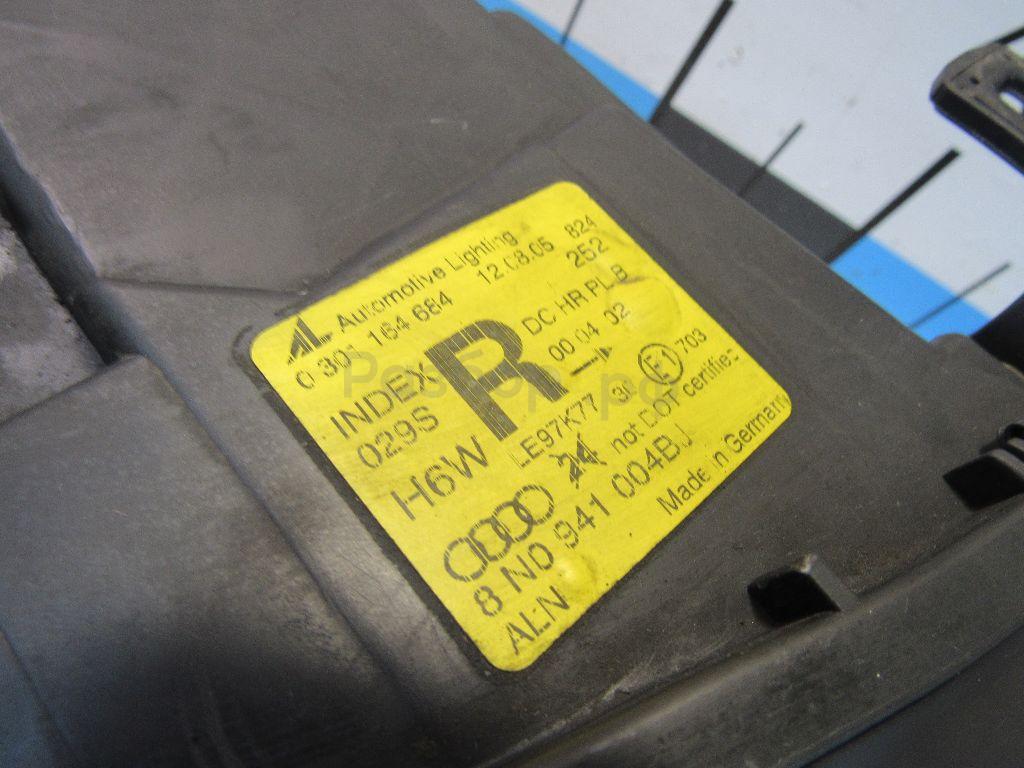 AL Automotive Lighting
0 301 164 684 12.08.05 824
INDEX R DC HR PL B 252
029S 00 04 02
H6W LE97K77 E1 703
not DOT certified
8 N0 941 004BJ
ALN Made in Germany